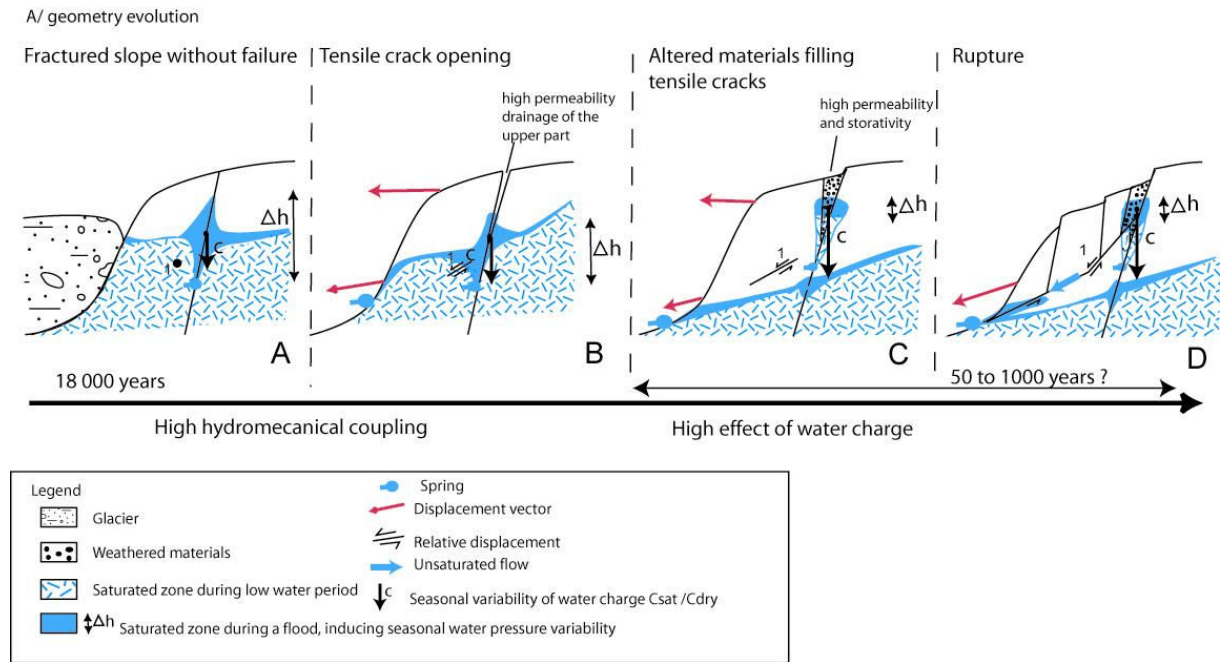 A/ geometry evolution
Fractured slope without failure
Tensile crack opening
Altered materials filling
tensile cracks
Rupture
high permeability
drainage of the
upper part
high permeability
and storativity
Δh
C
1
A
Δh
C
1
B
Δh
C
1
C
Δh
C
1
D
18 000 years
50 to 1000 years ?
High hydromecanical coupling
High effect of water charge
Legend
Glacier
Weathered materials
Saturated zone during low water period
Δh Saturated zone during a flood, inducing seasonal water pressure variability
Spring
Displacement vector
Relative displacement
Unsaturated flow
C Seasonal variability of water charge Csat /Cdry